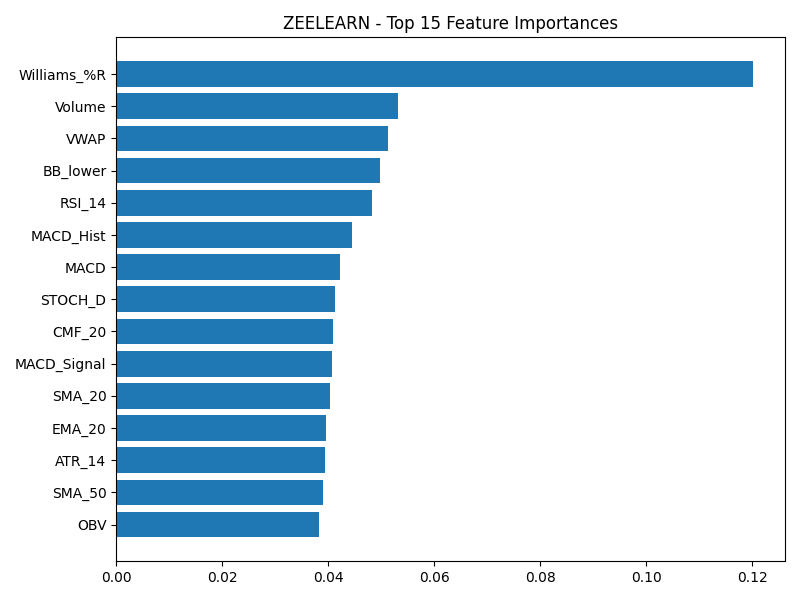 ZEELEARN - Top 15 Feature Importances
Williams_%R
Volume
VWAP
BB_lower
RSI_14
MACD_Hist
MACD
STOCH_D
CMF_20
MACD_Signal
SMA_20
EMA_20
ATR_14
SMA_50
OBV
0.00 0.02 0.04 0.06 0.08 0.10 0.12